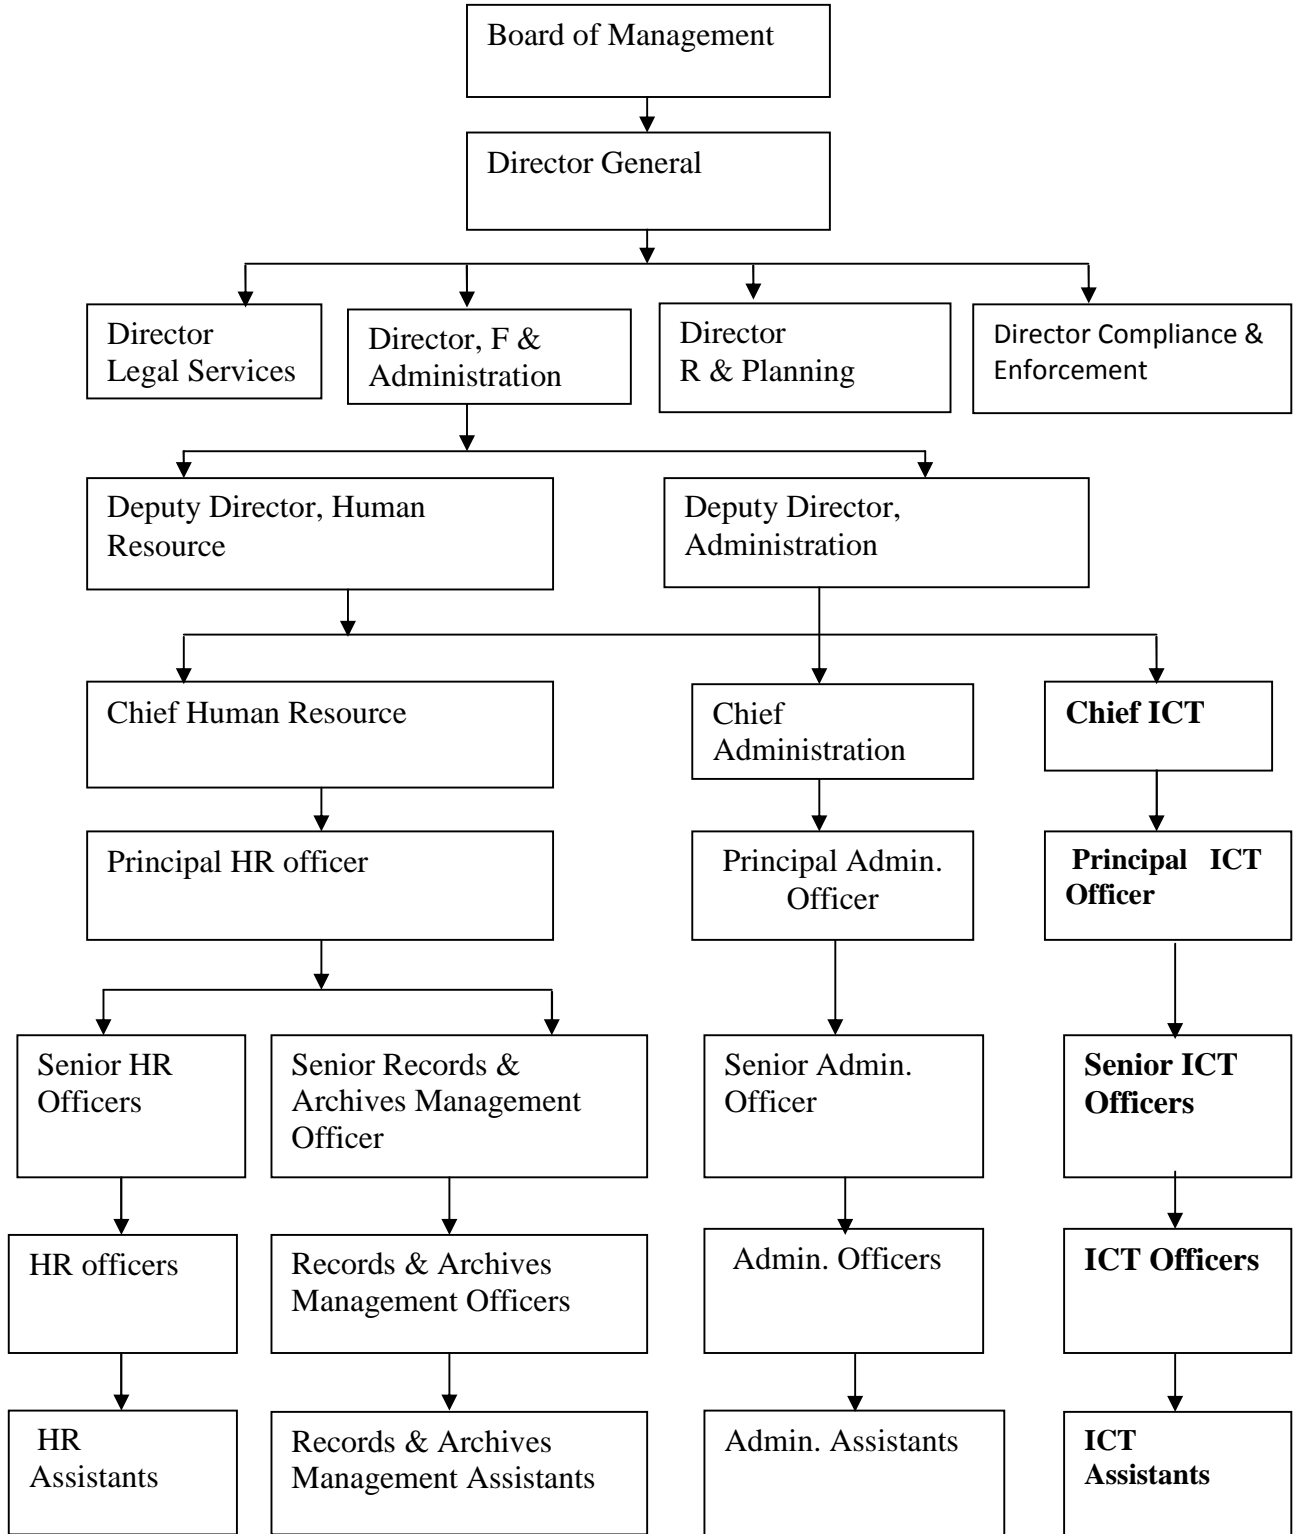 Board of Management
Director General
Director
Legal Services
Director, F &
Administration
Director
R & Planning
Director Compliance &
Enforcement
Deputy Director, Human
Resource
Deputy Director,
Administration
Chief Human Resource
Chief
Administration
Chief ICT
Principal HR officer
Principal Admin.
Officer
Principal ICT
Officer
Senior HR
Officers
Senior Records &
Archives Management
Officer
Senior Admin.
Officer
Senior ICT
Officers
HR officers
Records & Archives
Management Officers
Admin. Officers
ICT Officers
HR
Assistants
Records & Archives
Management Assistants
Admin. Assistants
ICT
Assistants